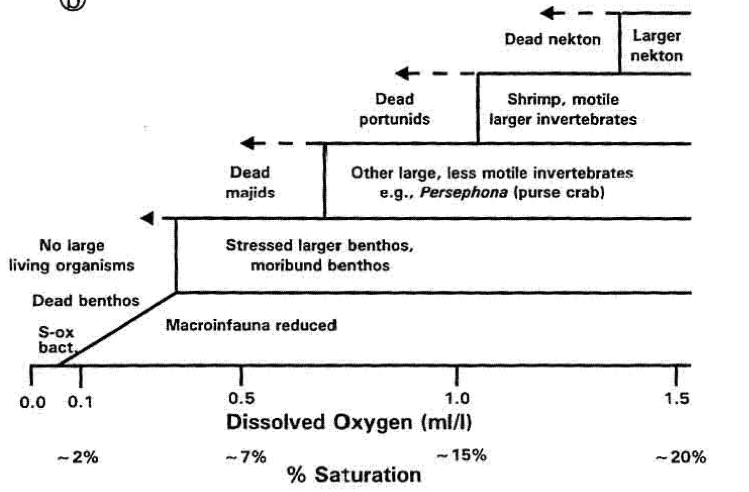 b
Dead nekton
Larger
nekton
Dead
portunids
Shrimp, motile
larger invertebrates
Dead
majids
Other large, less motile invertebrates
e.g., Persephona (purse crab)
No large
living organisms
Stressed larger benthos,
moribund benthos
Dead benthos
S-ox
bact.
Macroinfauna reduced
0.0 0.1 0.5 1.0 1.5
Dissolved Oxygen (ml/l)
~2% ~7% ~15% ~20%
% Saturation